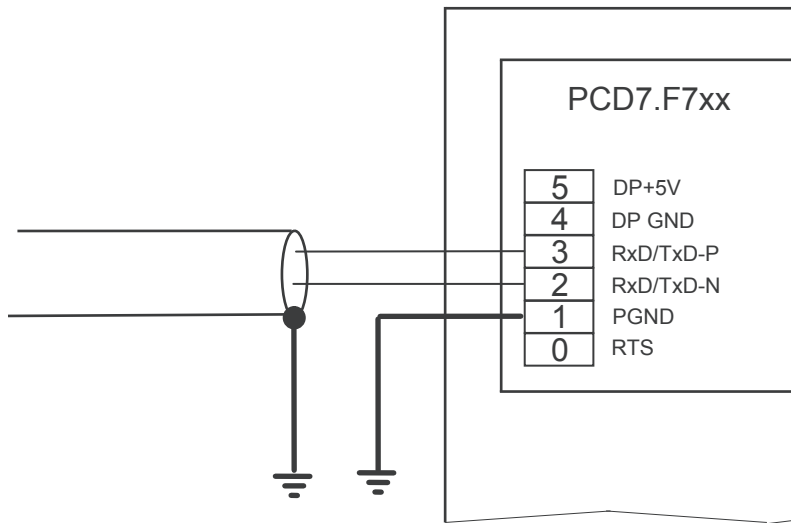 PCD7.F7xx
5 DP+5V
4 DP GND
3 RxD/TxD-P
2 RxD/TxD-N
1 PGND
0 RTS